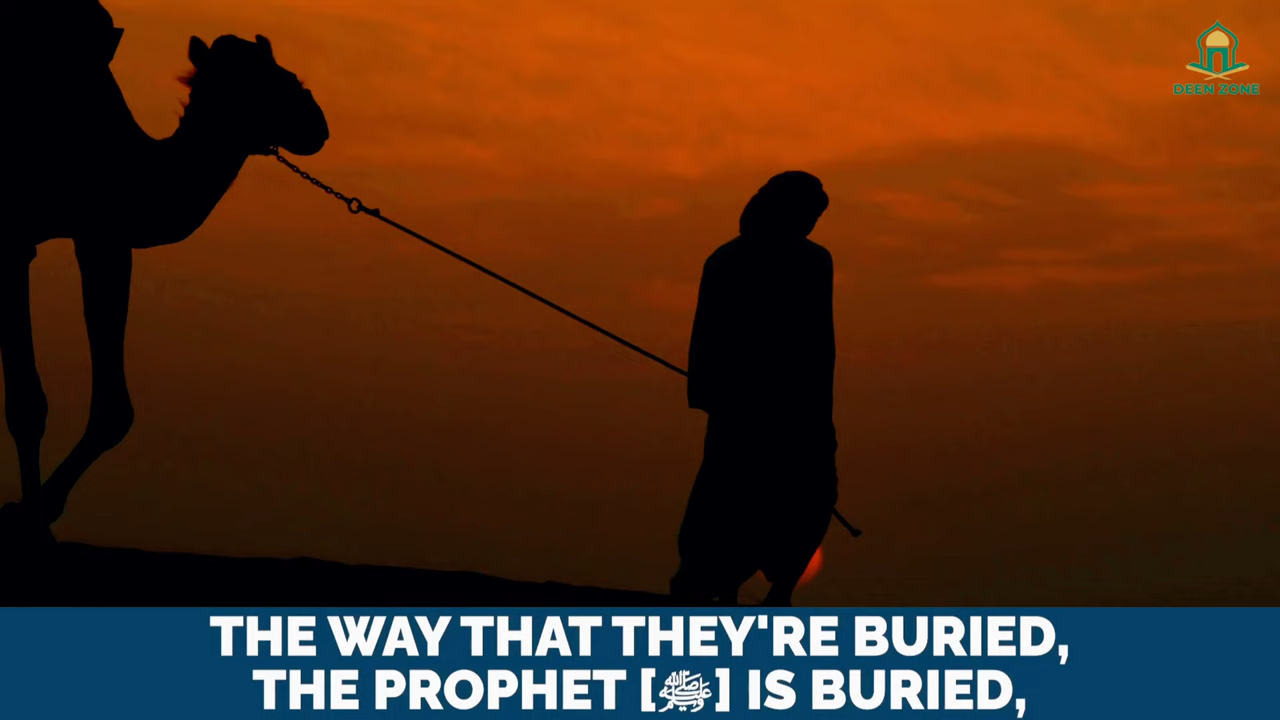 DEEN ZONE
THE WAY THAT THEY'RE BURIED,
THE PROPHET [ﷺ] IS BURIED,